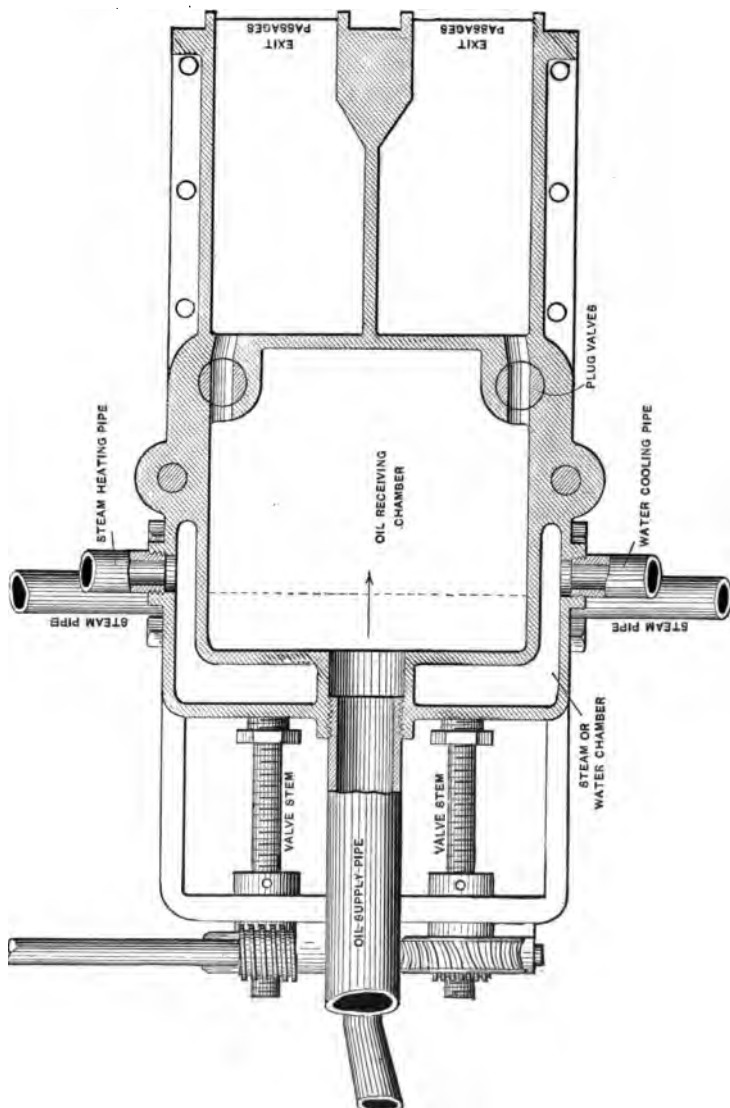 EXIT
PASSAGES
EXIT
PASSAGES
PLUG VALVES
STEAM HEATING PIPE
OIL RECEIVING
CHAMBER
WATER COOLING PIPE
STEAM PIPE
STEAM PIPE
STEAM OR
WATER CHAMBER
VALVE STEM
VALVE STEM
OIL-SUPPLY-PIPE